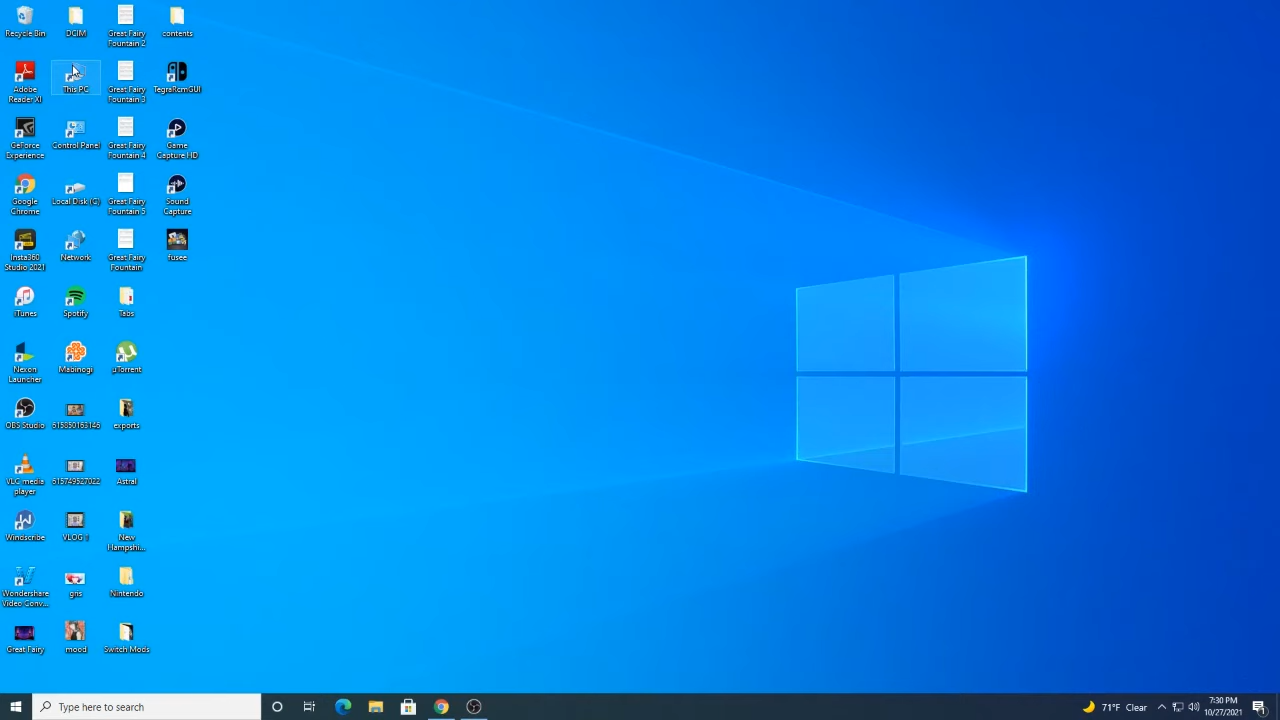 Recycle Bin
DCIM
Great Fairy
Fountain 2
contents
Adobe
Reader XI
This PC
Great Fairy
Fountain 3
TegraRcmGUI
GeForce
Experience
Control Panel
Great Fairy
Fountain 4
Game
Capture HD
Google
Chrome
Local Disk (C)
Great Fairy
Fountain 5
Sound
Capture
Insta360
Studio 2021
Network
Great Fairy
Fountain
fusee
iTunes
Spotify
Tabs
Nexon
Launcher
Mabinogi
µTorrent
OBS Studio
615850163146
exports
VLC media
player
615749527022
Astral
Windscribe
VLOG 1
New
Hampshi...
Wondershare
Video Conv...
gns
Nintendo
Great Fairy
mood
Switch Mods
Type here to search
71°F Clear
7:30 PM
10/27/2021
1